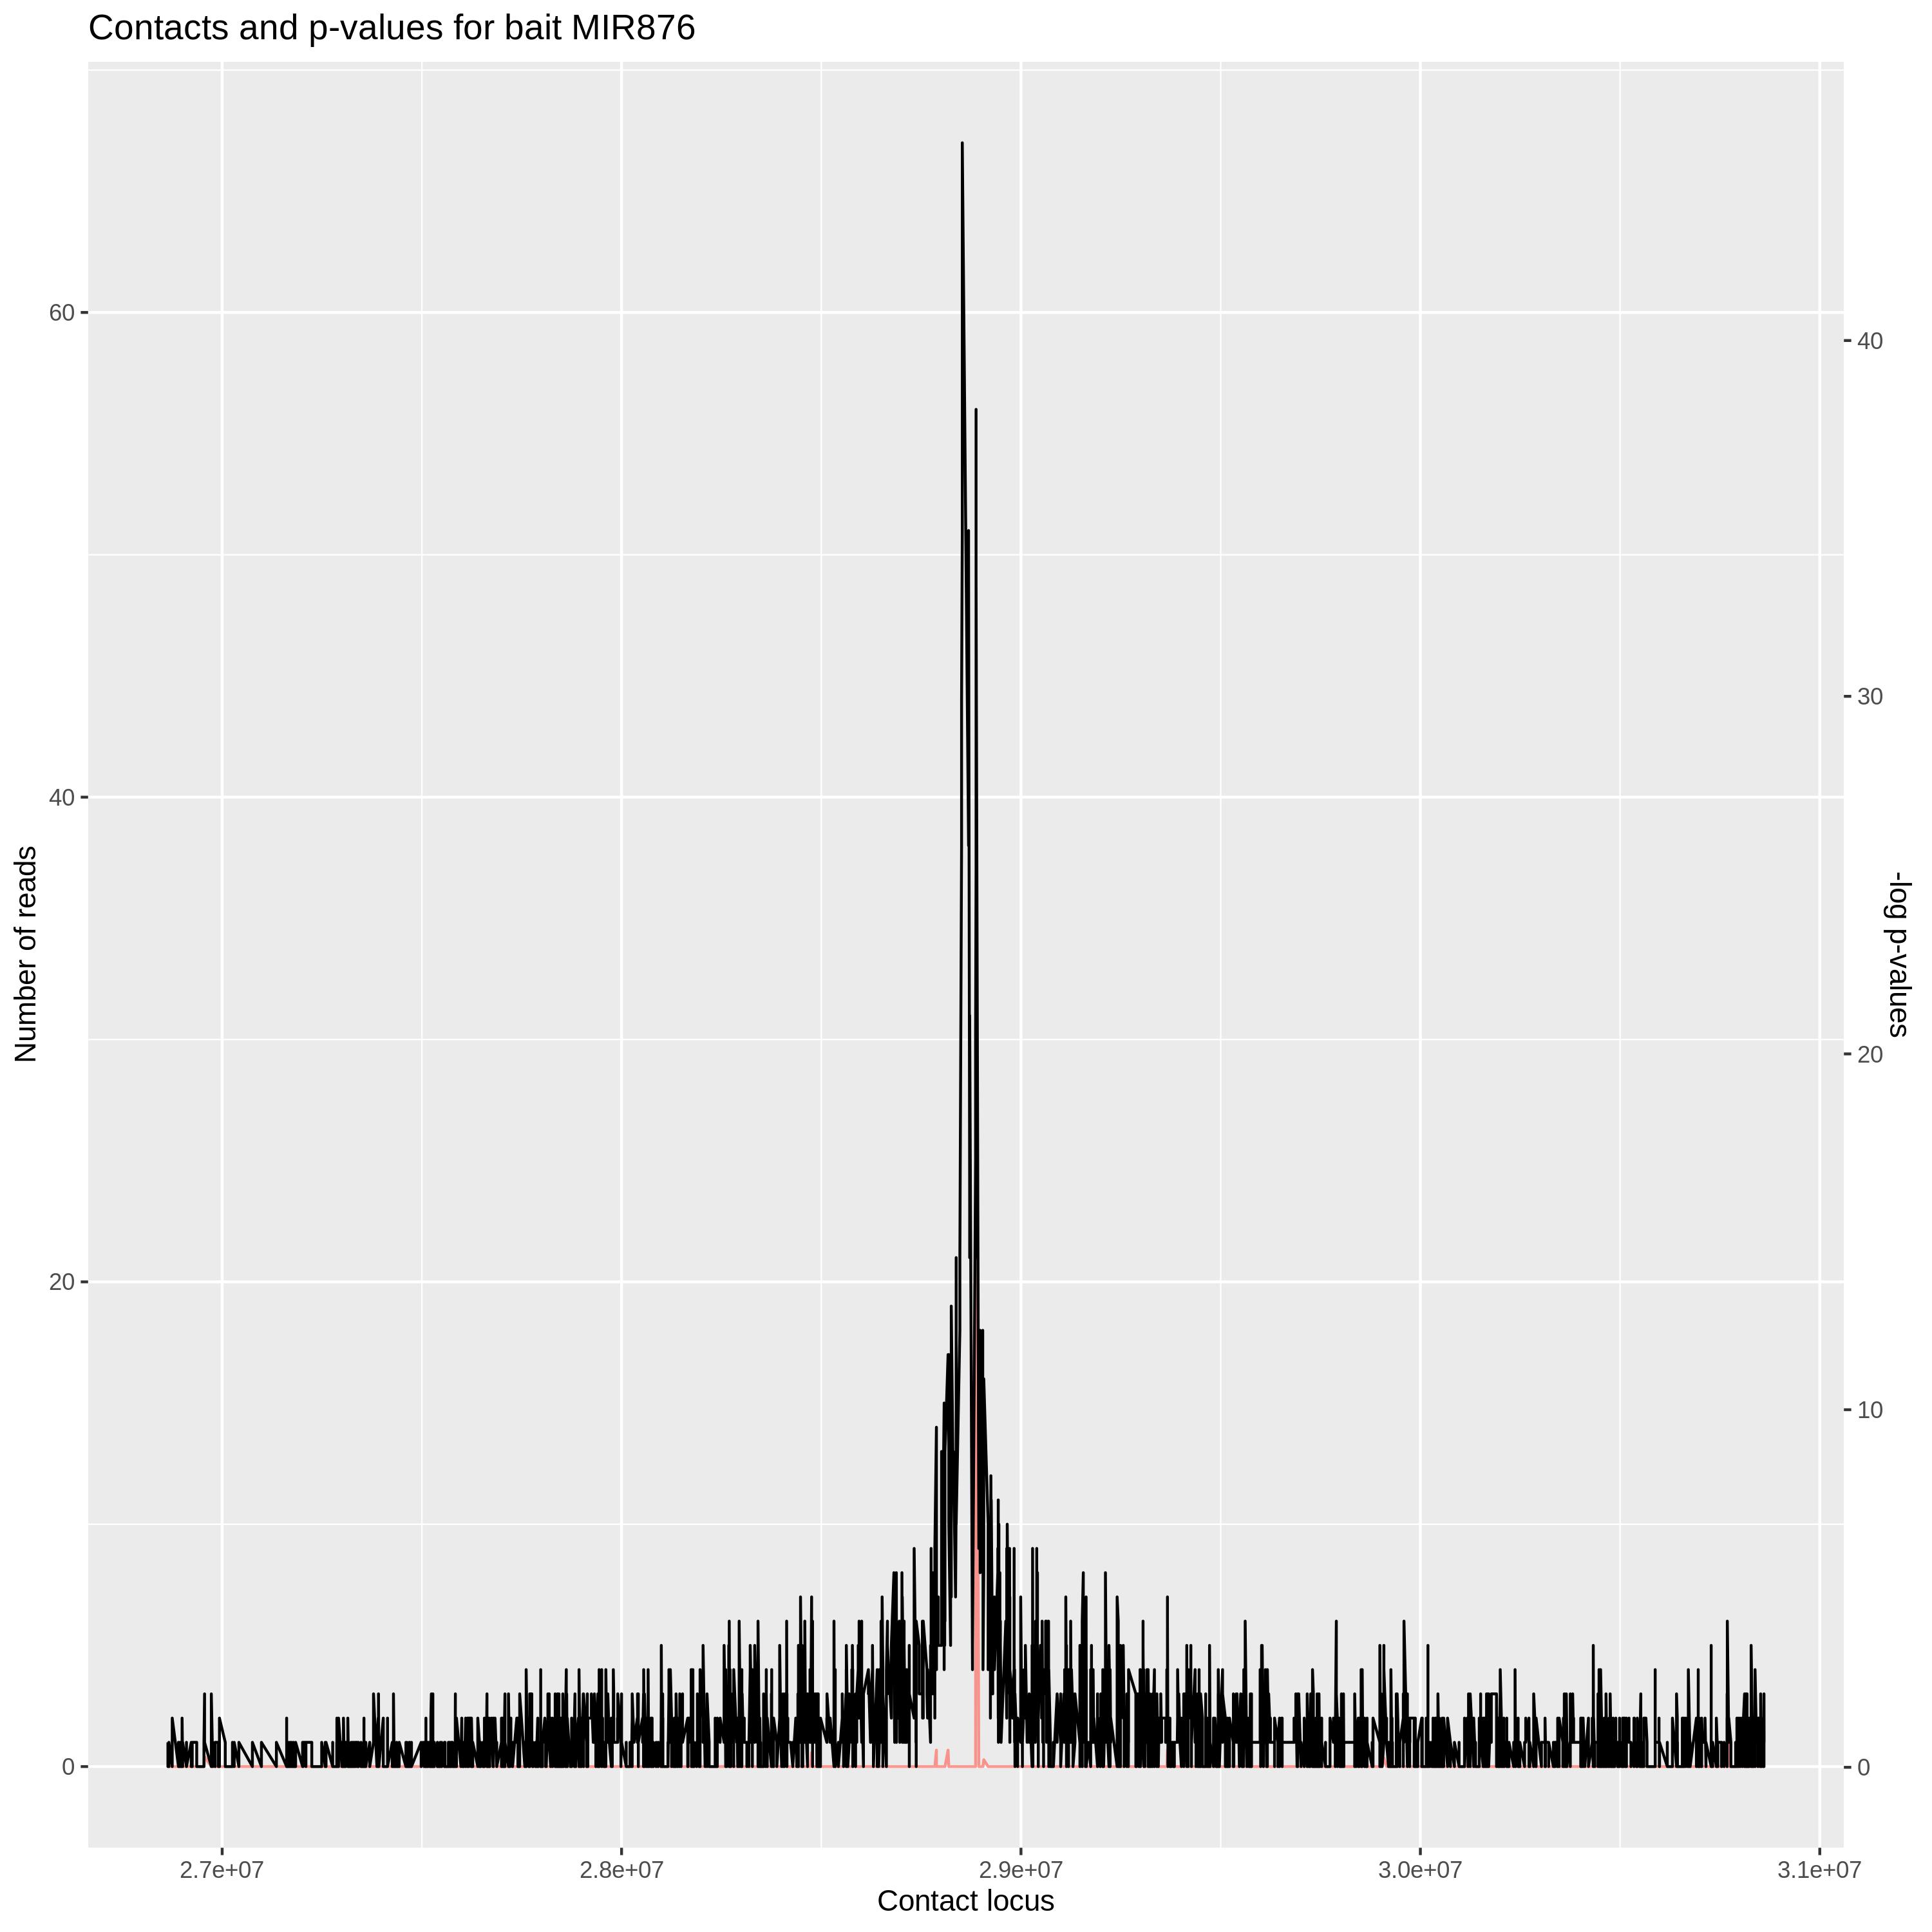 Contacts and p-values for bait MIR876
60
40
20
0
Number of reads
40
30
20
10
0
-log p-values
2.7e+07
2.8e+07
2.9e+07
3.0e+07
3.1e+07
Contact locus